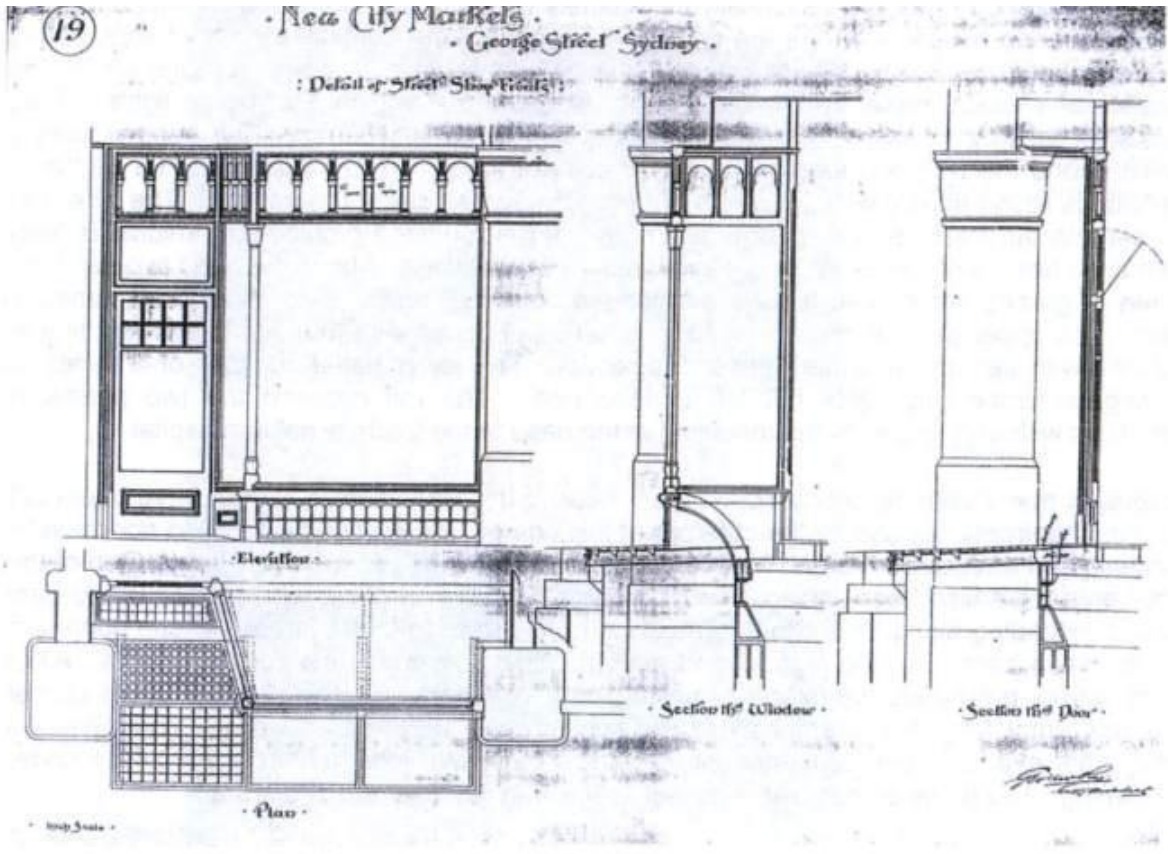 19
· New City Markets ·
· George Street Sydney ·
: Detail of Street Shop Fronts :
· Elevation ·
· Section thro' Window ·
· Section thro' Door ·
· Plan ·
Scale